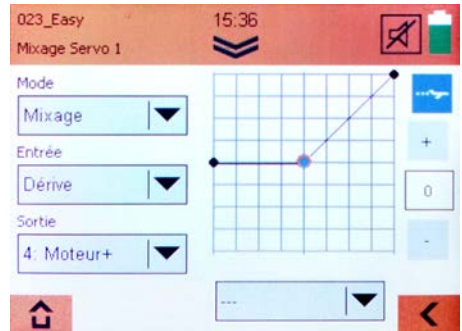 023_Easy
15:36
Mixage Servo 1
Mode
Mixage
Entrée
Dérive
Sortie
4: Moteur+
+
0
-
---